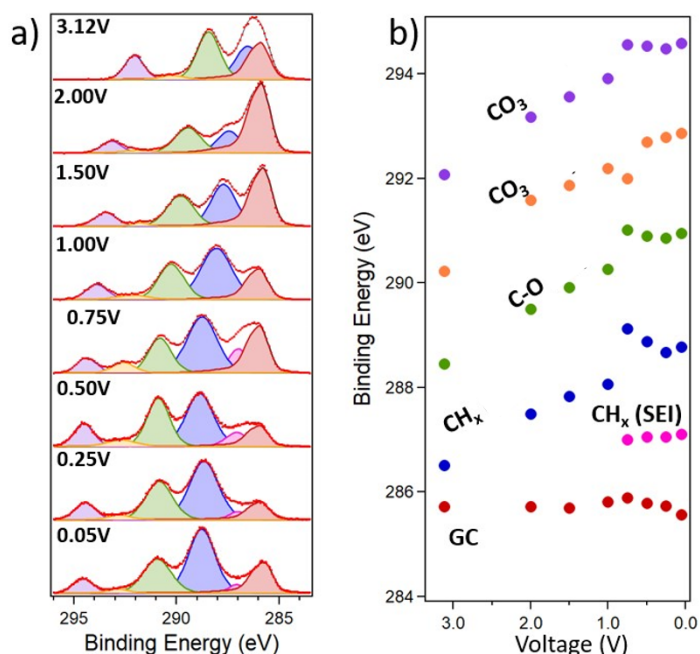 a)
3.12V
2.00V
1.50V
1.00V
0.75V
0.50V
0.25V
0.05V
295 290 285
Binding Energy (eV)
b)
Binding Energy (eV)
294
292
290
288
286
284
CO3
CO3
C-O
CHx
CHx (SEI)
GC
3.0 2.0 1.0 0.0
Voltage (V)